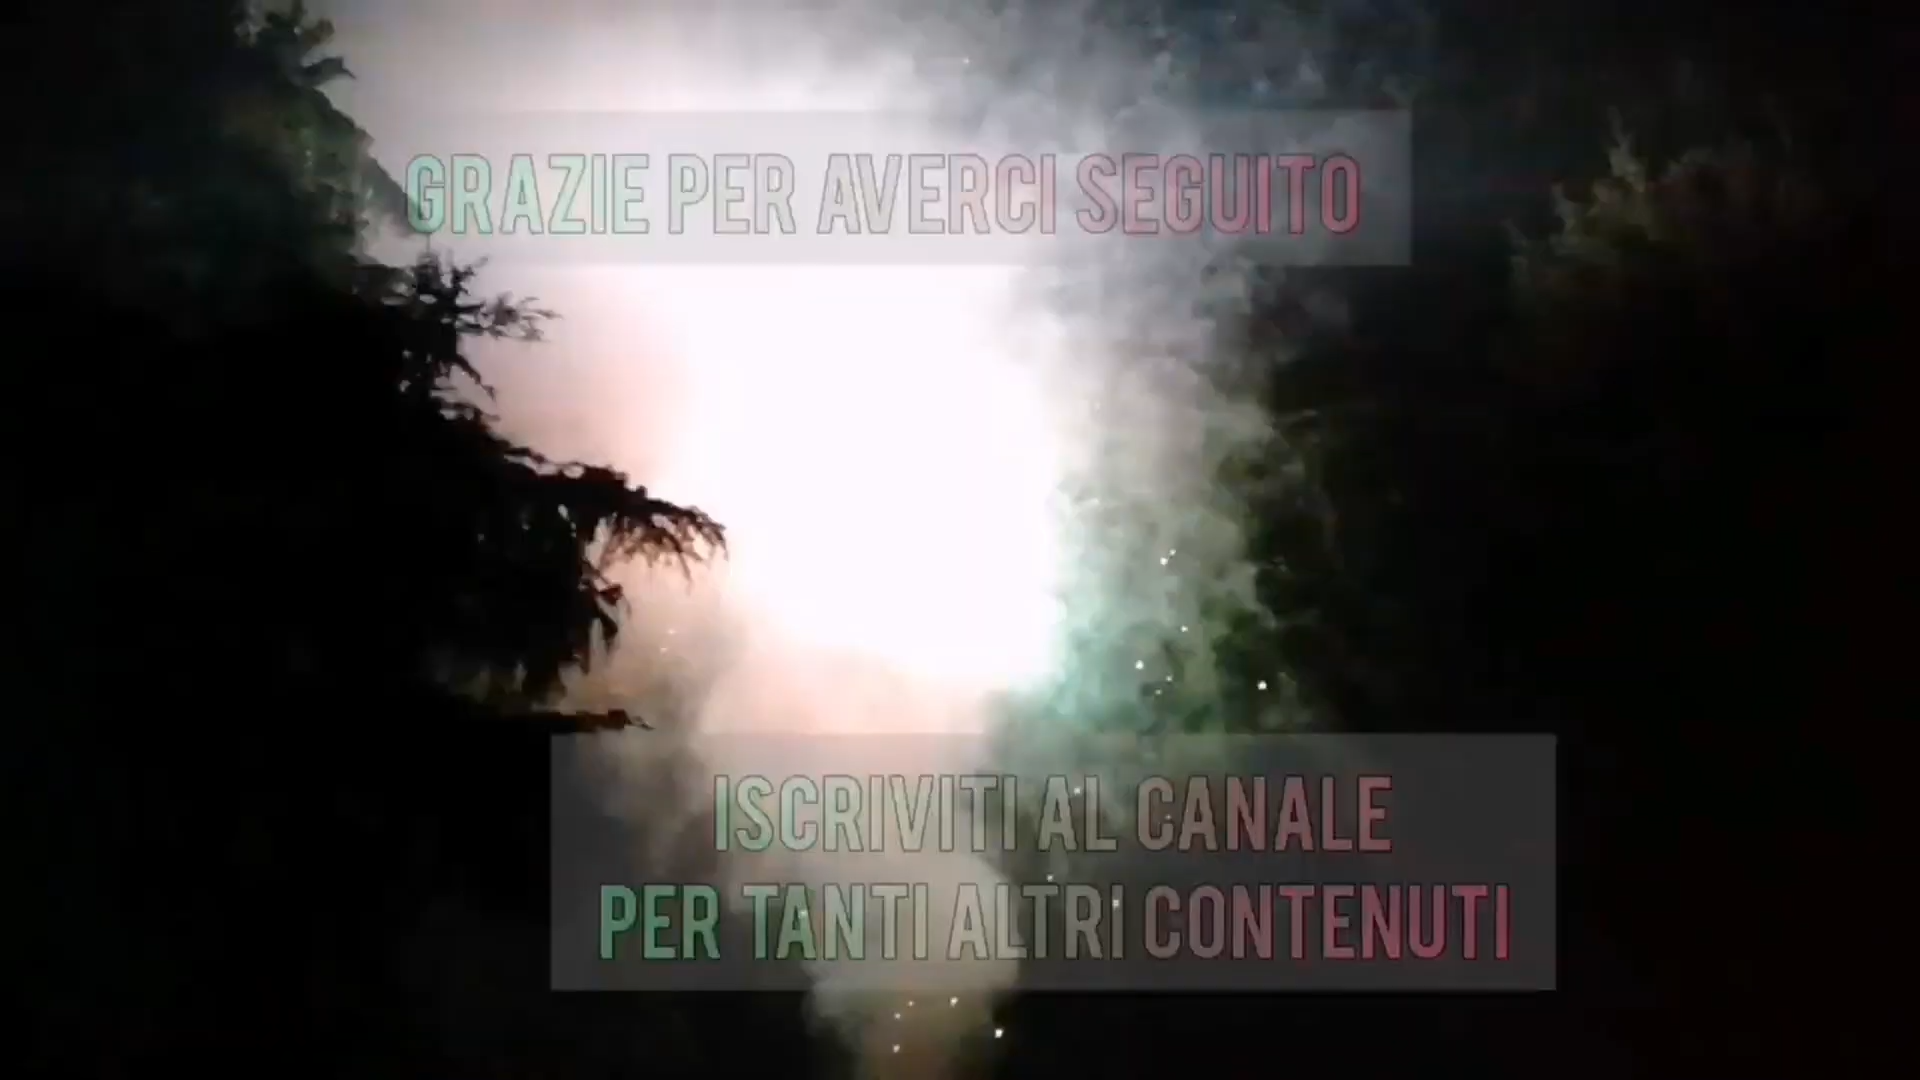 GRAZIE PER AVERCI SEGUITO
ISCRIVITI AL CANALE
PER TANTI ALTRI CONTENUTI